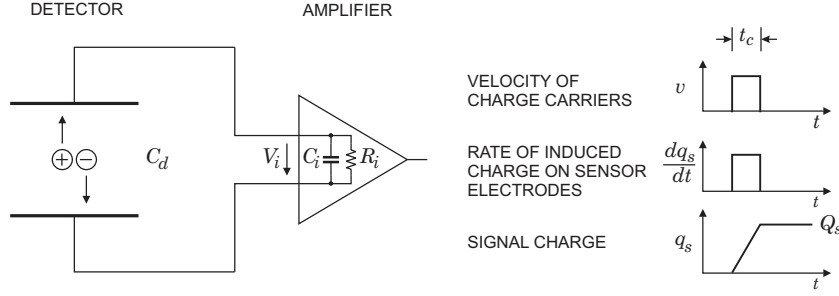 DETECTOR
AMPLIFIER
+ −
C_d
V_i
C_i
R_i
t_c
VELOCITY OF
CHARGE CARRIERS
v
t
RATE OF INDUCED
CHARGE ON SENSOR
ELECTRODES
dq_s
dt
t
SIGNAL CHARGE
q_s
Q_s
t